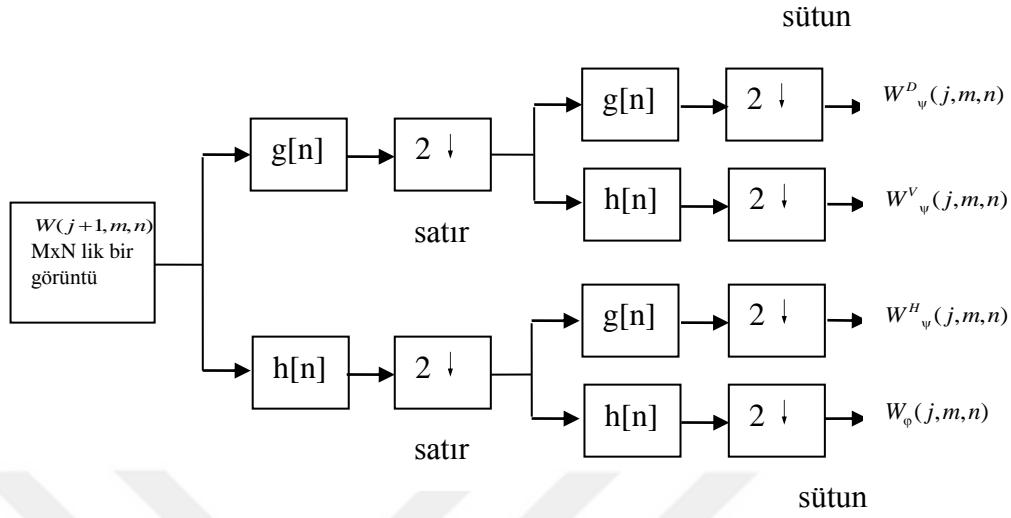 sütun
g[n]
2 ↓
W^D_ψ(j,m,n)
g[n]
2 ↓
h[n]
2 ↓
W^V_ψ(j,m,n)
satır
W(j+1,m,n)
MxN lik bir
görüntü
g[n]
2 ↓
W^H_ψ(j,m,n)
h[n]
2 ↓
h[n]
2 ↓
W_φ(j,m,n)
satır
sütun